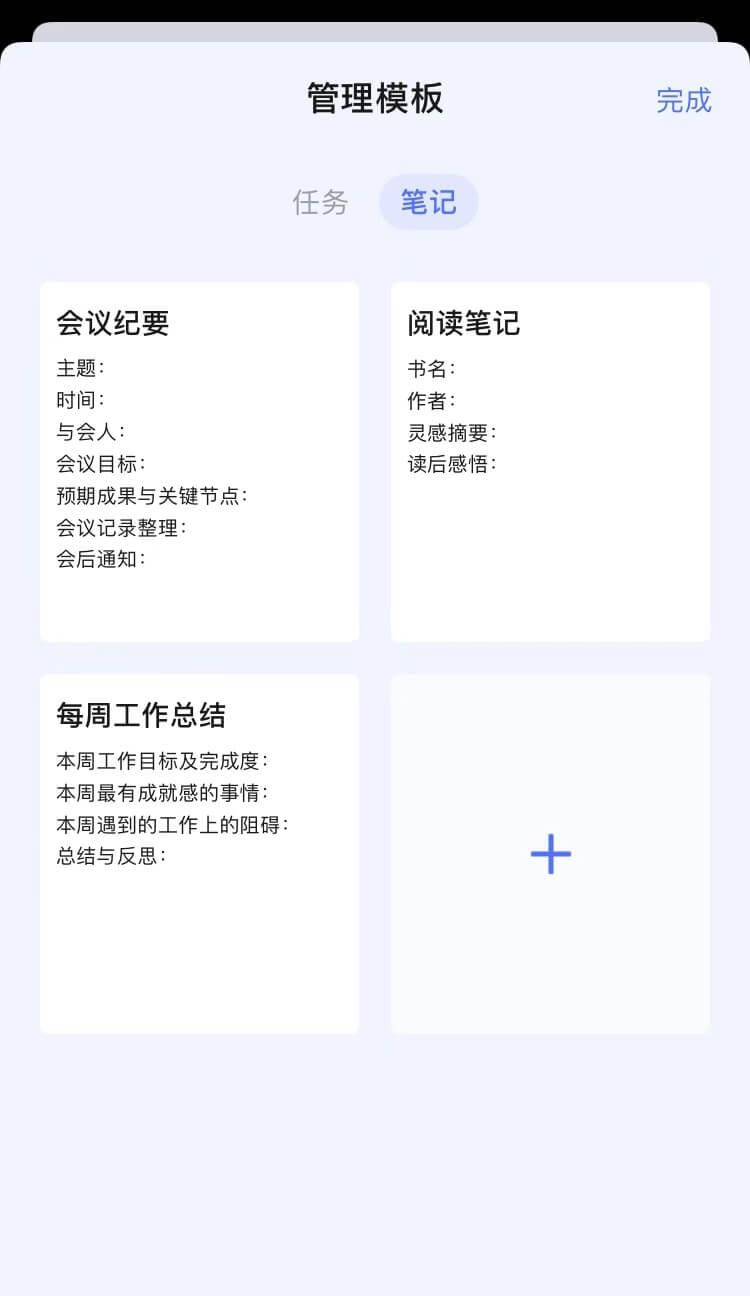 管理模板
完成
任务
笔记
会议纪要
主题：
时间：
与会人：
会议目标：
预期成果与关键节点：
会议记录整理：
会后通知：
阅读笔记
书名：
作者：
灵感摘要：
读后感悟：
每周工作总结
本周工作目标及完成度：
本周最有成就感的事情：
本周遇到的工作上的阻碍：
总结与反思：